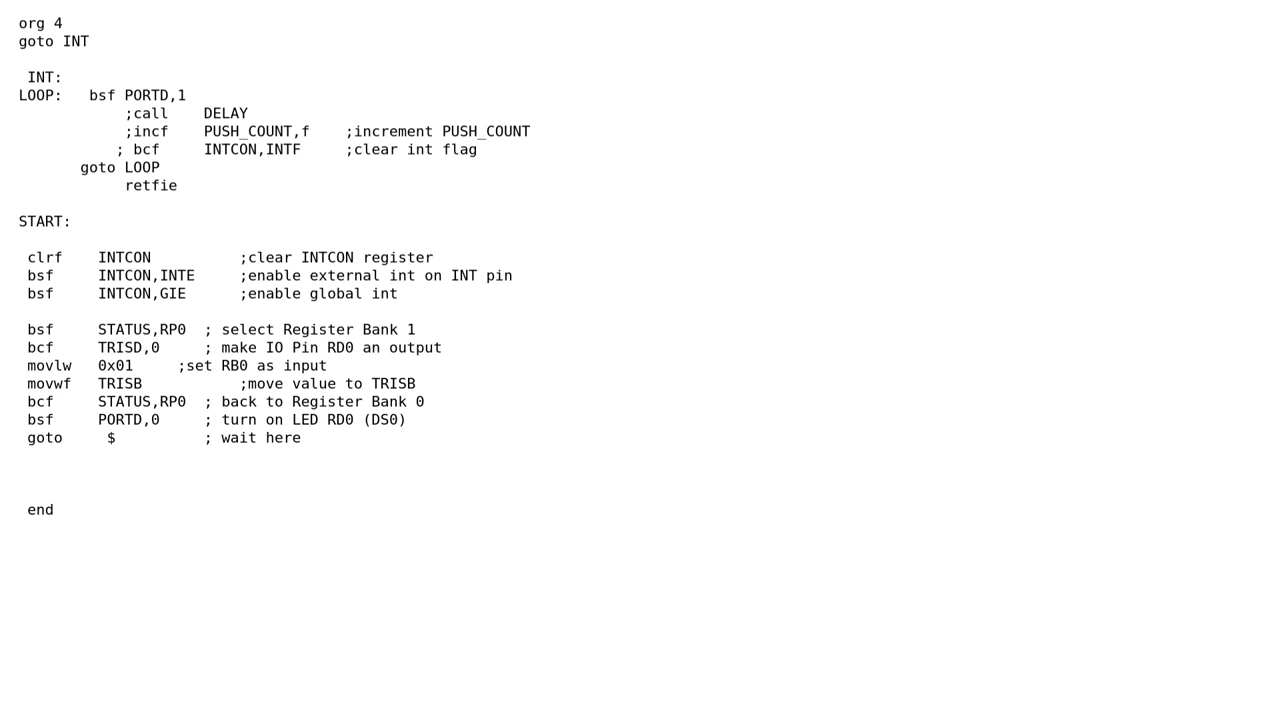 org 4
goto INT
INT:
LOOP:   bsf PORTD,1
;call    DELAY
;incf    PUSH_COUNT,f    ;increment PUSH_COUNT
; bcf     INTCON,INTF     ;clear int flag
goto LOOP
retfie
START:
clrf    INTCON          ;clear INTCON register
bsf     INTCON,INTE     ;enable external int on INT pin
bsf     INTCON,GIE      ;enable global int
bsf     STATUS,RP0  ; select Register Bank 1
bcf     TRISD,0     ; make IO Pin RD0 an output
movlw   0x01     ;set RB0 as input
movwf   TRISB           ;move value to TRISB
bcf     STATUS,RP0  ; back to Register Bank 0
bsf     PORTD,0     ; turn on LED RD0 (DS0)
goto     $          ; wait here
end